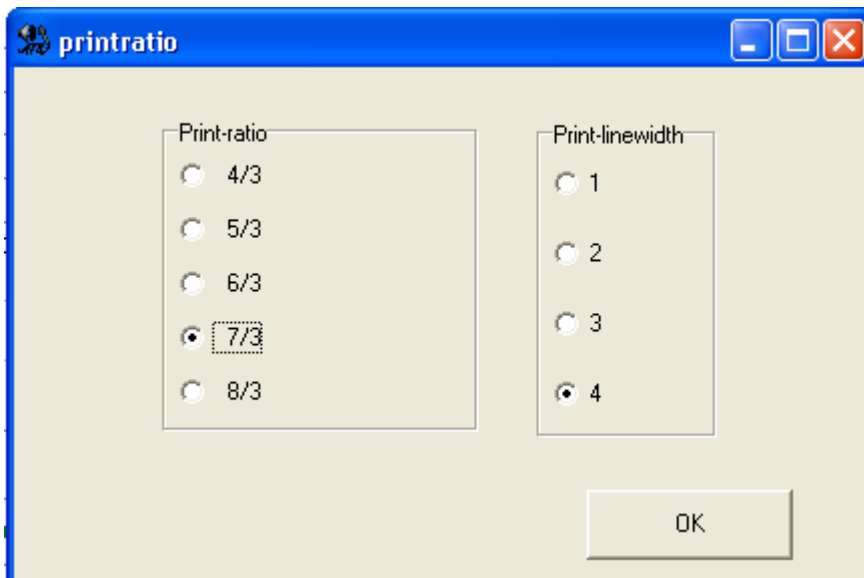 printratio
Print-ratio
4/3
5/3
6/3
7/3
8/3
Print-linewidth
1
2
3
4
OK